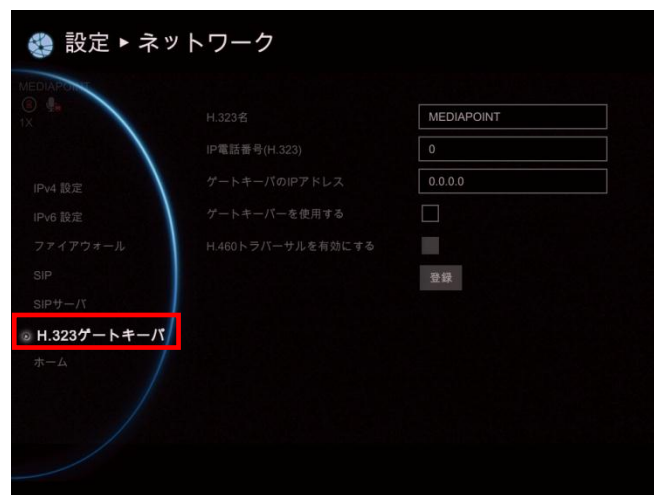 設定 ▸ ネットワーク
MEDIAPOINT
1X
IPv4 設定
IPv6 設定
ファイアウォール
SIP
SIPサーバ
H.323ゲートキーパ
ホーム
H.323名 MEDIAPOINT
IP電話番号(H.323) 0
ゲートキーパのIPアドレス 0.0.0.0
ゲートキーパーを使用する
H.460トラバーサルを有効にする
登録